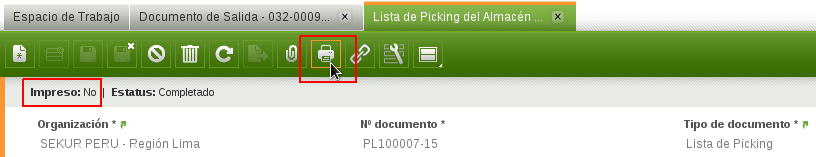 Espacio de Trabajo Documento de Salida - 032-0009... Lista de Picking del Almacén ...
Impreso: No | Estatus: Completado
Organización * Nº documento * Tipo de documento *
SEKUR PERU - Región Lima PL100007-15 Lista de Picking